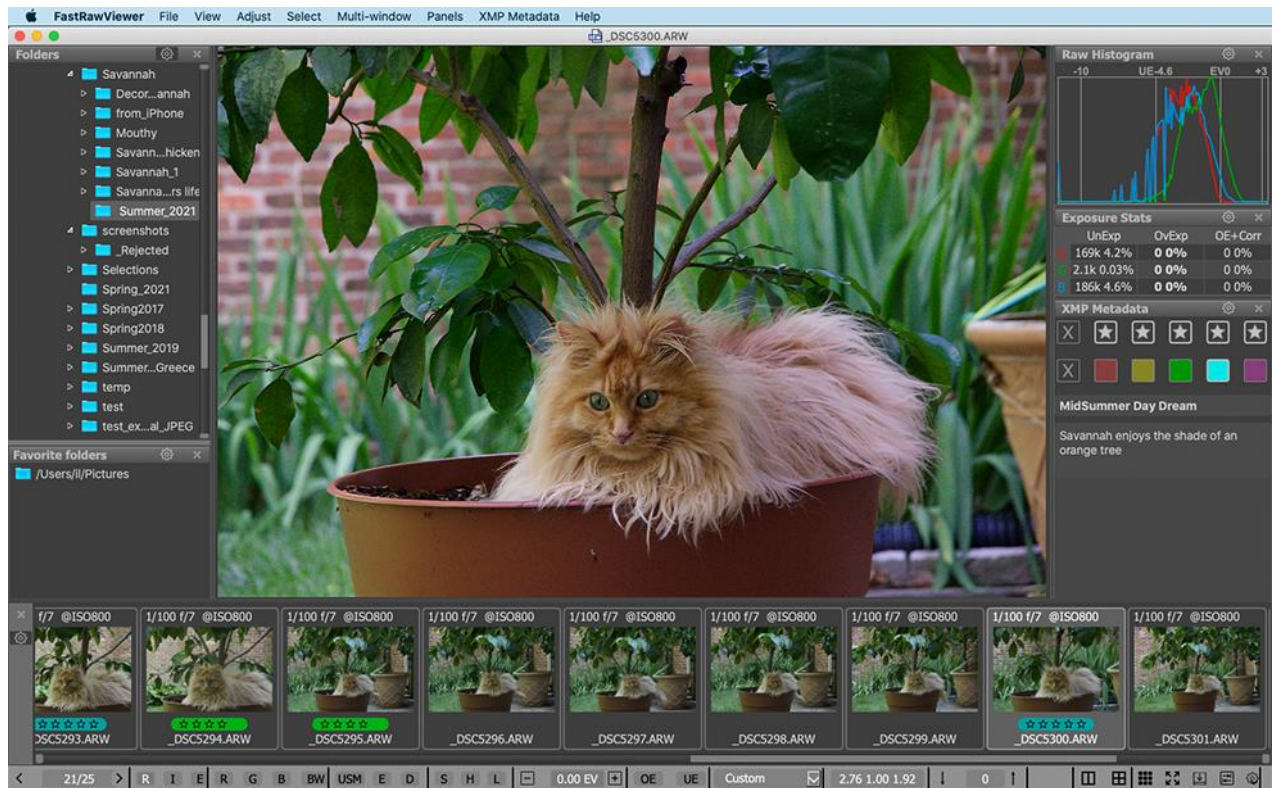 FastRawViewer File View Adjust Select Multi-window Panels XMP Metadata Help
_DSC5300.ARW
Folders
Savannah
Decor...annah
from_iPhone
Mouthy
Savann...hicken
Savannah_1
Savanna...rs life
Summer_2021
screenshots
_Rejected
Selections
Spring_2021
Spring2017
Spring2018
Summer_2019
Summer...Greece
temp
test
test_ex...al_JPEG
Favorite folders
/Users/il/Pictures
Raw Histogram
-10 UE-4.6 EV0 +3
Exposure Stats
UnExp OvExp OE+Corr
R 169k 4.2% 0 0% 0 0%
G 2.1k 0.03% 0 0% 0 0%
B 186k 4.6% 0 0% 0 0%
XMP Metadata
X
X
MidSummer Day Dream
Savannah enjoys the shade of an
orange tree
f/7 @ISO800 1/100 f/7 @ISO800 1/100 f/7 @ISO800 1/100 f/7 @ISO800 1/100 f/7 @ISO800 1/100 f/7 @ISO800 1/100 f/7 @ISO800 1/100 f/7 @ISO800 1/100 f/7 @ISO800
DSC5293.ARW _DSC5294.ARW _DSC5295.ARW _DSC5296.ARW _DSC5297.ARW _DSC5298.ARW _DSC5299.ARW _DSC5300.ARW _DSC5301.ARW
21/25 R I E R G B BW USM E D S H L 0.00 EV OE UE Custom 2.76 1.00 1.92 0